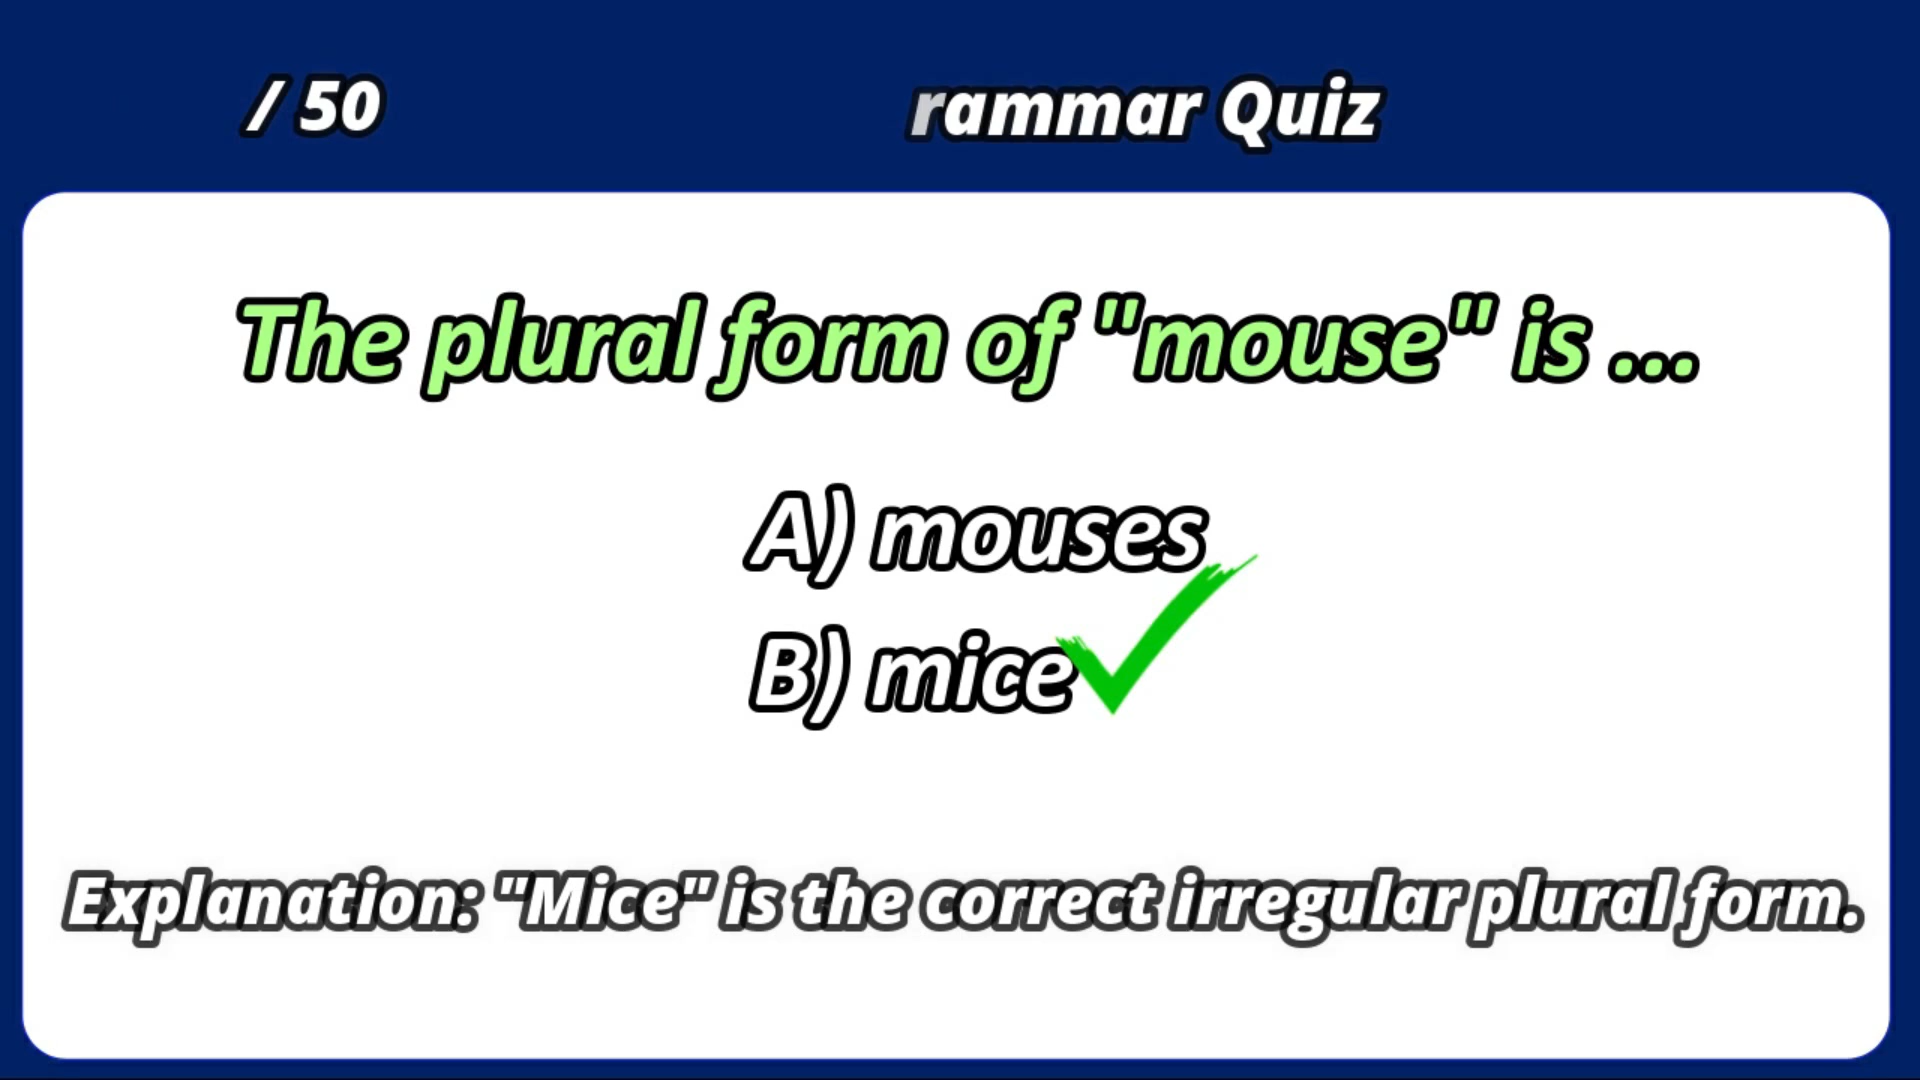 / 50
rammar Quiz
The plural form of "mouse" is ...
A) mouses
B) mice
Explanation: "Mice" is the correct irregular plural form.